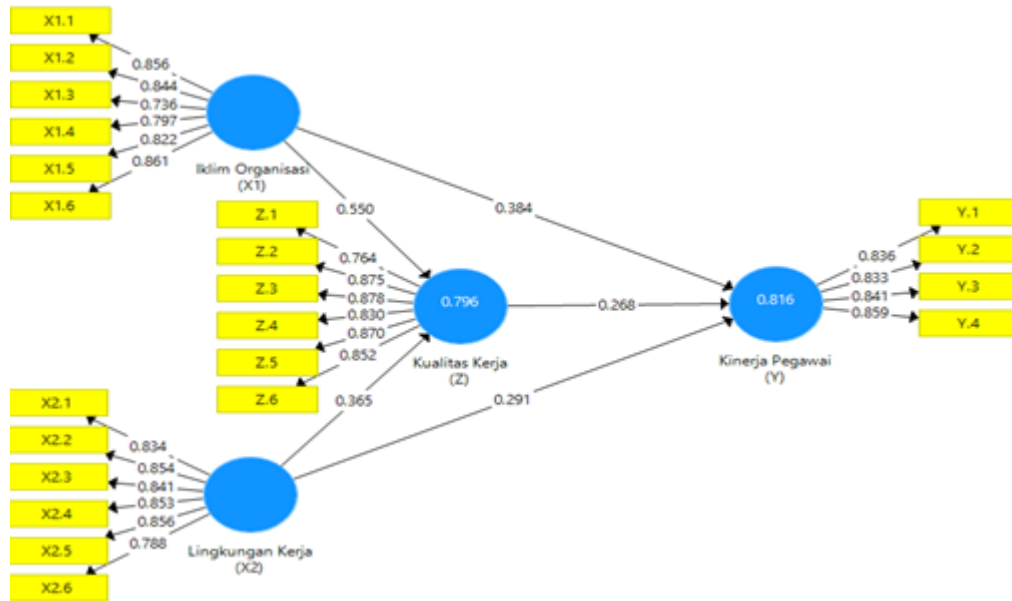 X1.1
X1.2
X1.3
X1.4
X1.5
X1.6
0.856
0.844
0.736
0.797
0.822
0.861
Iklim Organisasi
(X1)
0.550
0.384
Z.1
Z.2
Z.3
Z.4
Z.5
Z.6
0.764
0.875
0.878
0.830
0.870
0.852
0.796
Kualitas Kerja
(Z)
0.268
0.816
Kinerja Pegawai
(Y)
0.836
0.833
0.841
0.859
Y.1
Y.2
Y.3
Y.4
0.365
0.291
X2.1
X2.2
X2.3
X2.4
X2.5
X2.6
0.834
0.854
0.841
0.853
0.856
0.788
Lingkungan Kerja
(X2)